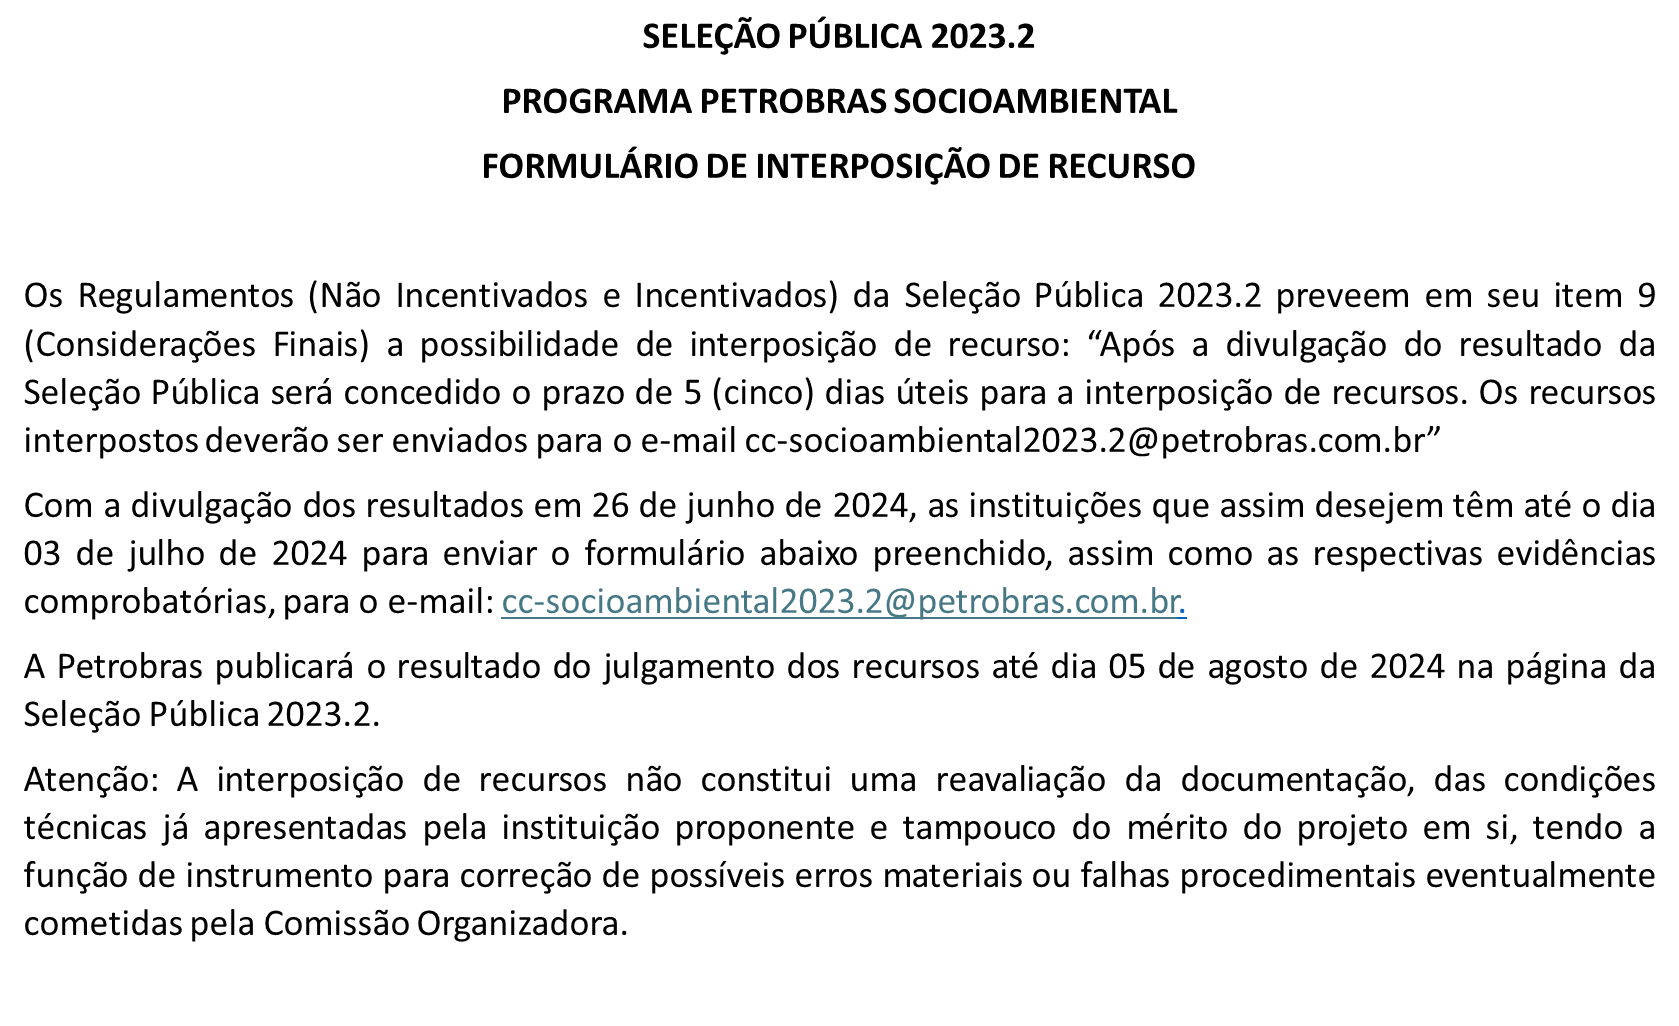 SELEÇÃO PÚBLICA 2023.2
PROGRAMA PETROBRAS SOCIOAMBIENTAL
FORMULÁRIO DE INTERPOSIÇÃO DE RECURSO
Os Regulamentos (Não Incentivados e Incentivados) da Seleção Pública 2023.2 preveem em seu item 9
(Considerações Finais) a possibilidade de interposição de recurso: “Após a divulgação do resultado da
Seleção Pública será concedido o prazo de 5 (cinco) dias úteis para a interposição de recursos. Os recursos
interpostos deverão ser enviados para o e-mail cc-socioambiental2023.2@petrobras.com.br”
Com a divulgação dos resultados em 26 de junho de 2024, as instituições que assim desejem têm até o dia
03 de julho de 2024 para enviar o formulário abaixo preenchido, assim como as respectivas evidências
comprobatórias, para o e-mail: cc-socioambiental2023.2@petrobras.com.br.
A Petrobras publicará o resultado do julgamento dos recursos até dia 05 de agosto de 2024 na página da
Seleção Pública 2023.2.
Atenção: A interposição de recursos não constitui uma reavaliação da documentação, das condições
técnicas já apresentadas pela instituição proponente e tampouco do mérito do projeto em si, tendo a
função de instrumento para correção de possíveis erros materiais ou falhas procedimentais eventualmente
cometidas pela Comissão Organizadora.